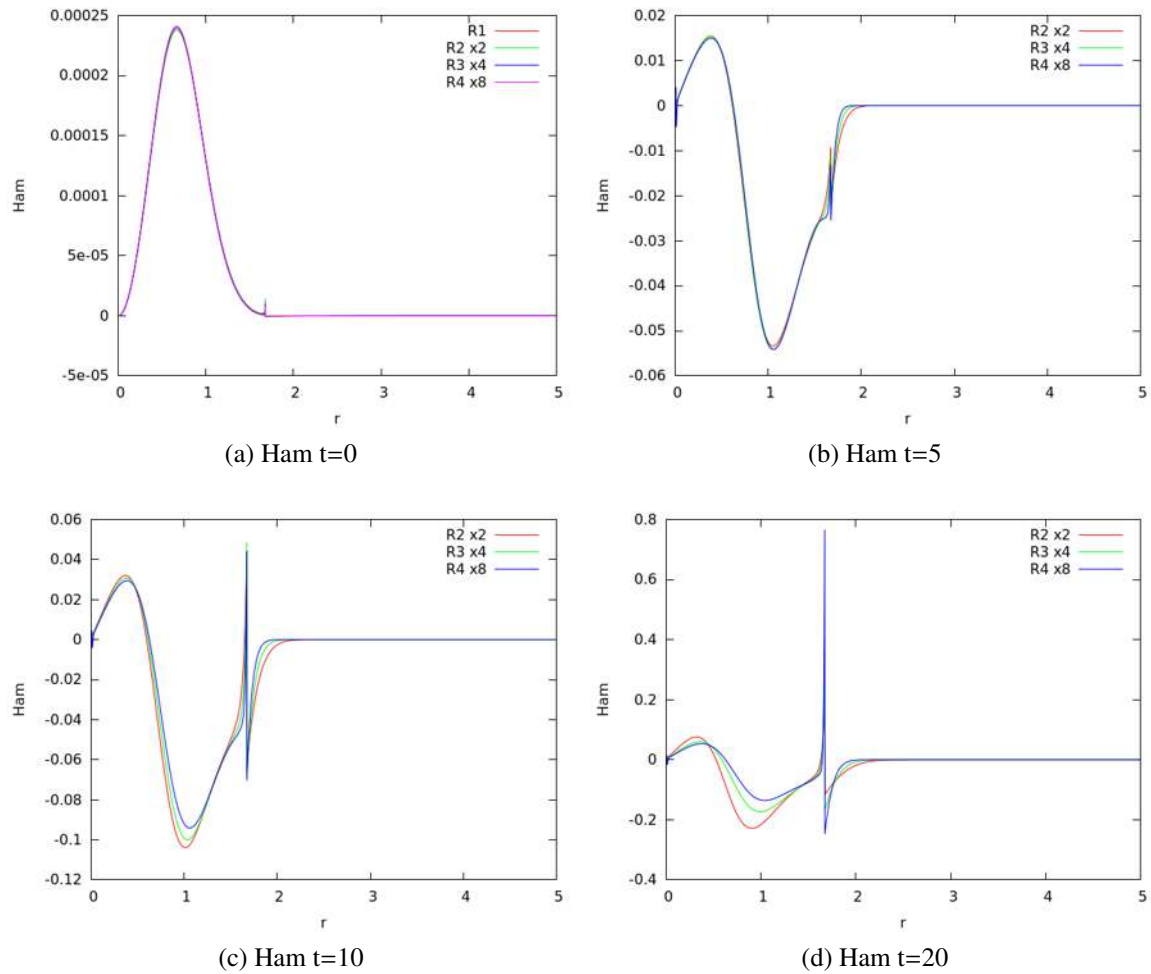 0.00025
0.0002
0.00015
0.0001
5e-05
0
-5e-05
Ham
R1
R2 x2
R3 x4
R4 x8
0 1 2 3 4 5
r
(a) Ham t=0
0.02
0.01
0
-0.01
-0.02
-0.03
-0.04
-0.05
-0.06
Ham
R2 x2
R3 x4
R4 x8
0 1 2 3 4 5
r
(b) Ham t=5
0.06
0.04
0.02
0
-0.02
-0.04
-0.06
-0.08
-0.1
-0.12
Ham
R2 x2
R3 x4
R4 x8
0 1 2 3 4 5
r
(c) Ham t=10
0.8
0.6
0.4
0.2
0
-0.2
-0.4
Ham
R2 x2
R3 x4
R4 x8
0 1 2 3 4 5
r
(d) Ham t=20